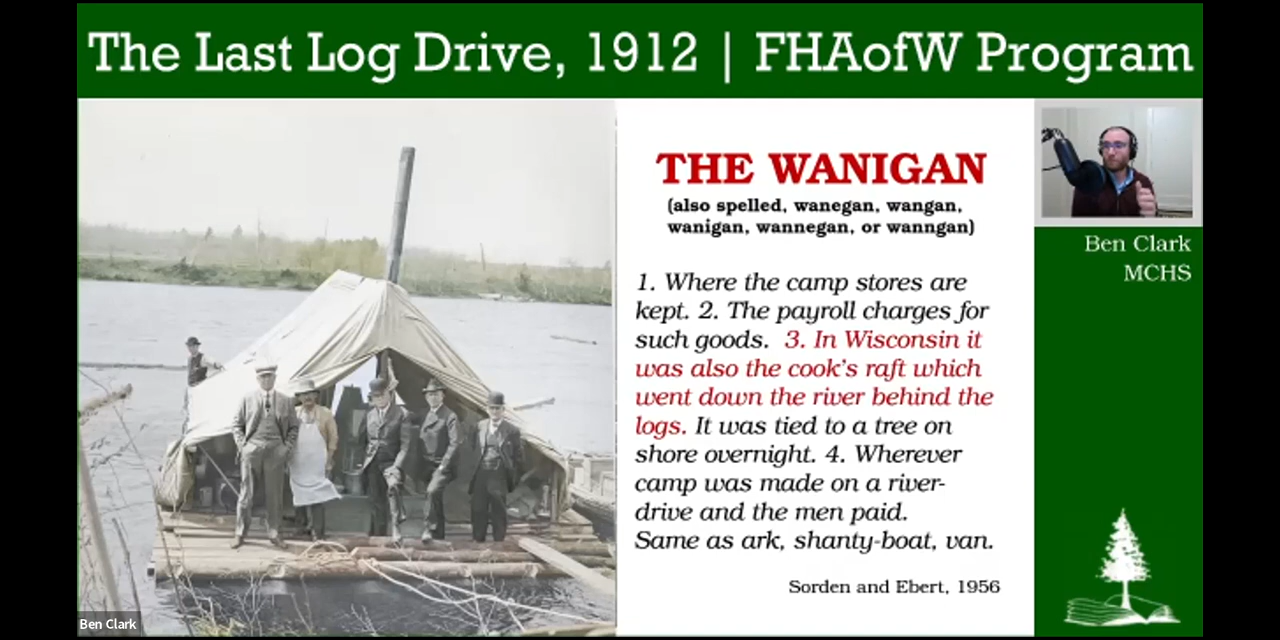 The Last Log Drive, 1912 | FHAofW Program
THE WANIGAN
(also spelled, wanegan, wangan,
wanigan, wannegan, or wanngan)
1. Where the camp stores are
kept. 2. The payroll charges for
such goods. 3. In Wisconsin it
was also the cook's raft which
went down the river behind the
logs. It was tied to a tree on
shore overnight. 4. Wherever
camp was made on a river-
drive and the men paid.
Same as ark, shanty-boat, van.
Sorden and Ebert, 1956
Ben Clark
MCHS
Ben Clark